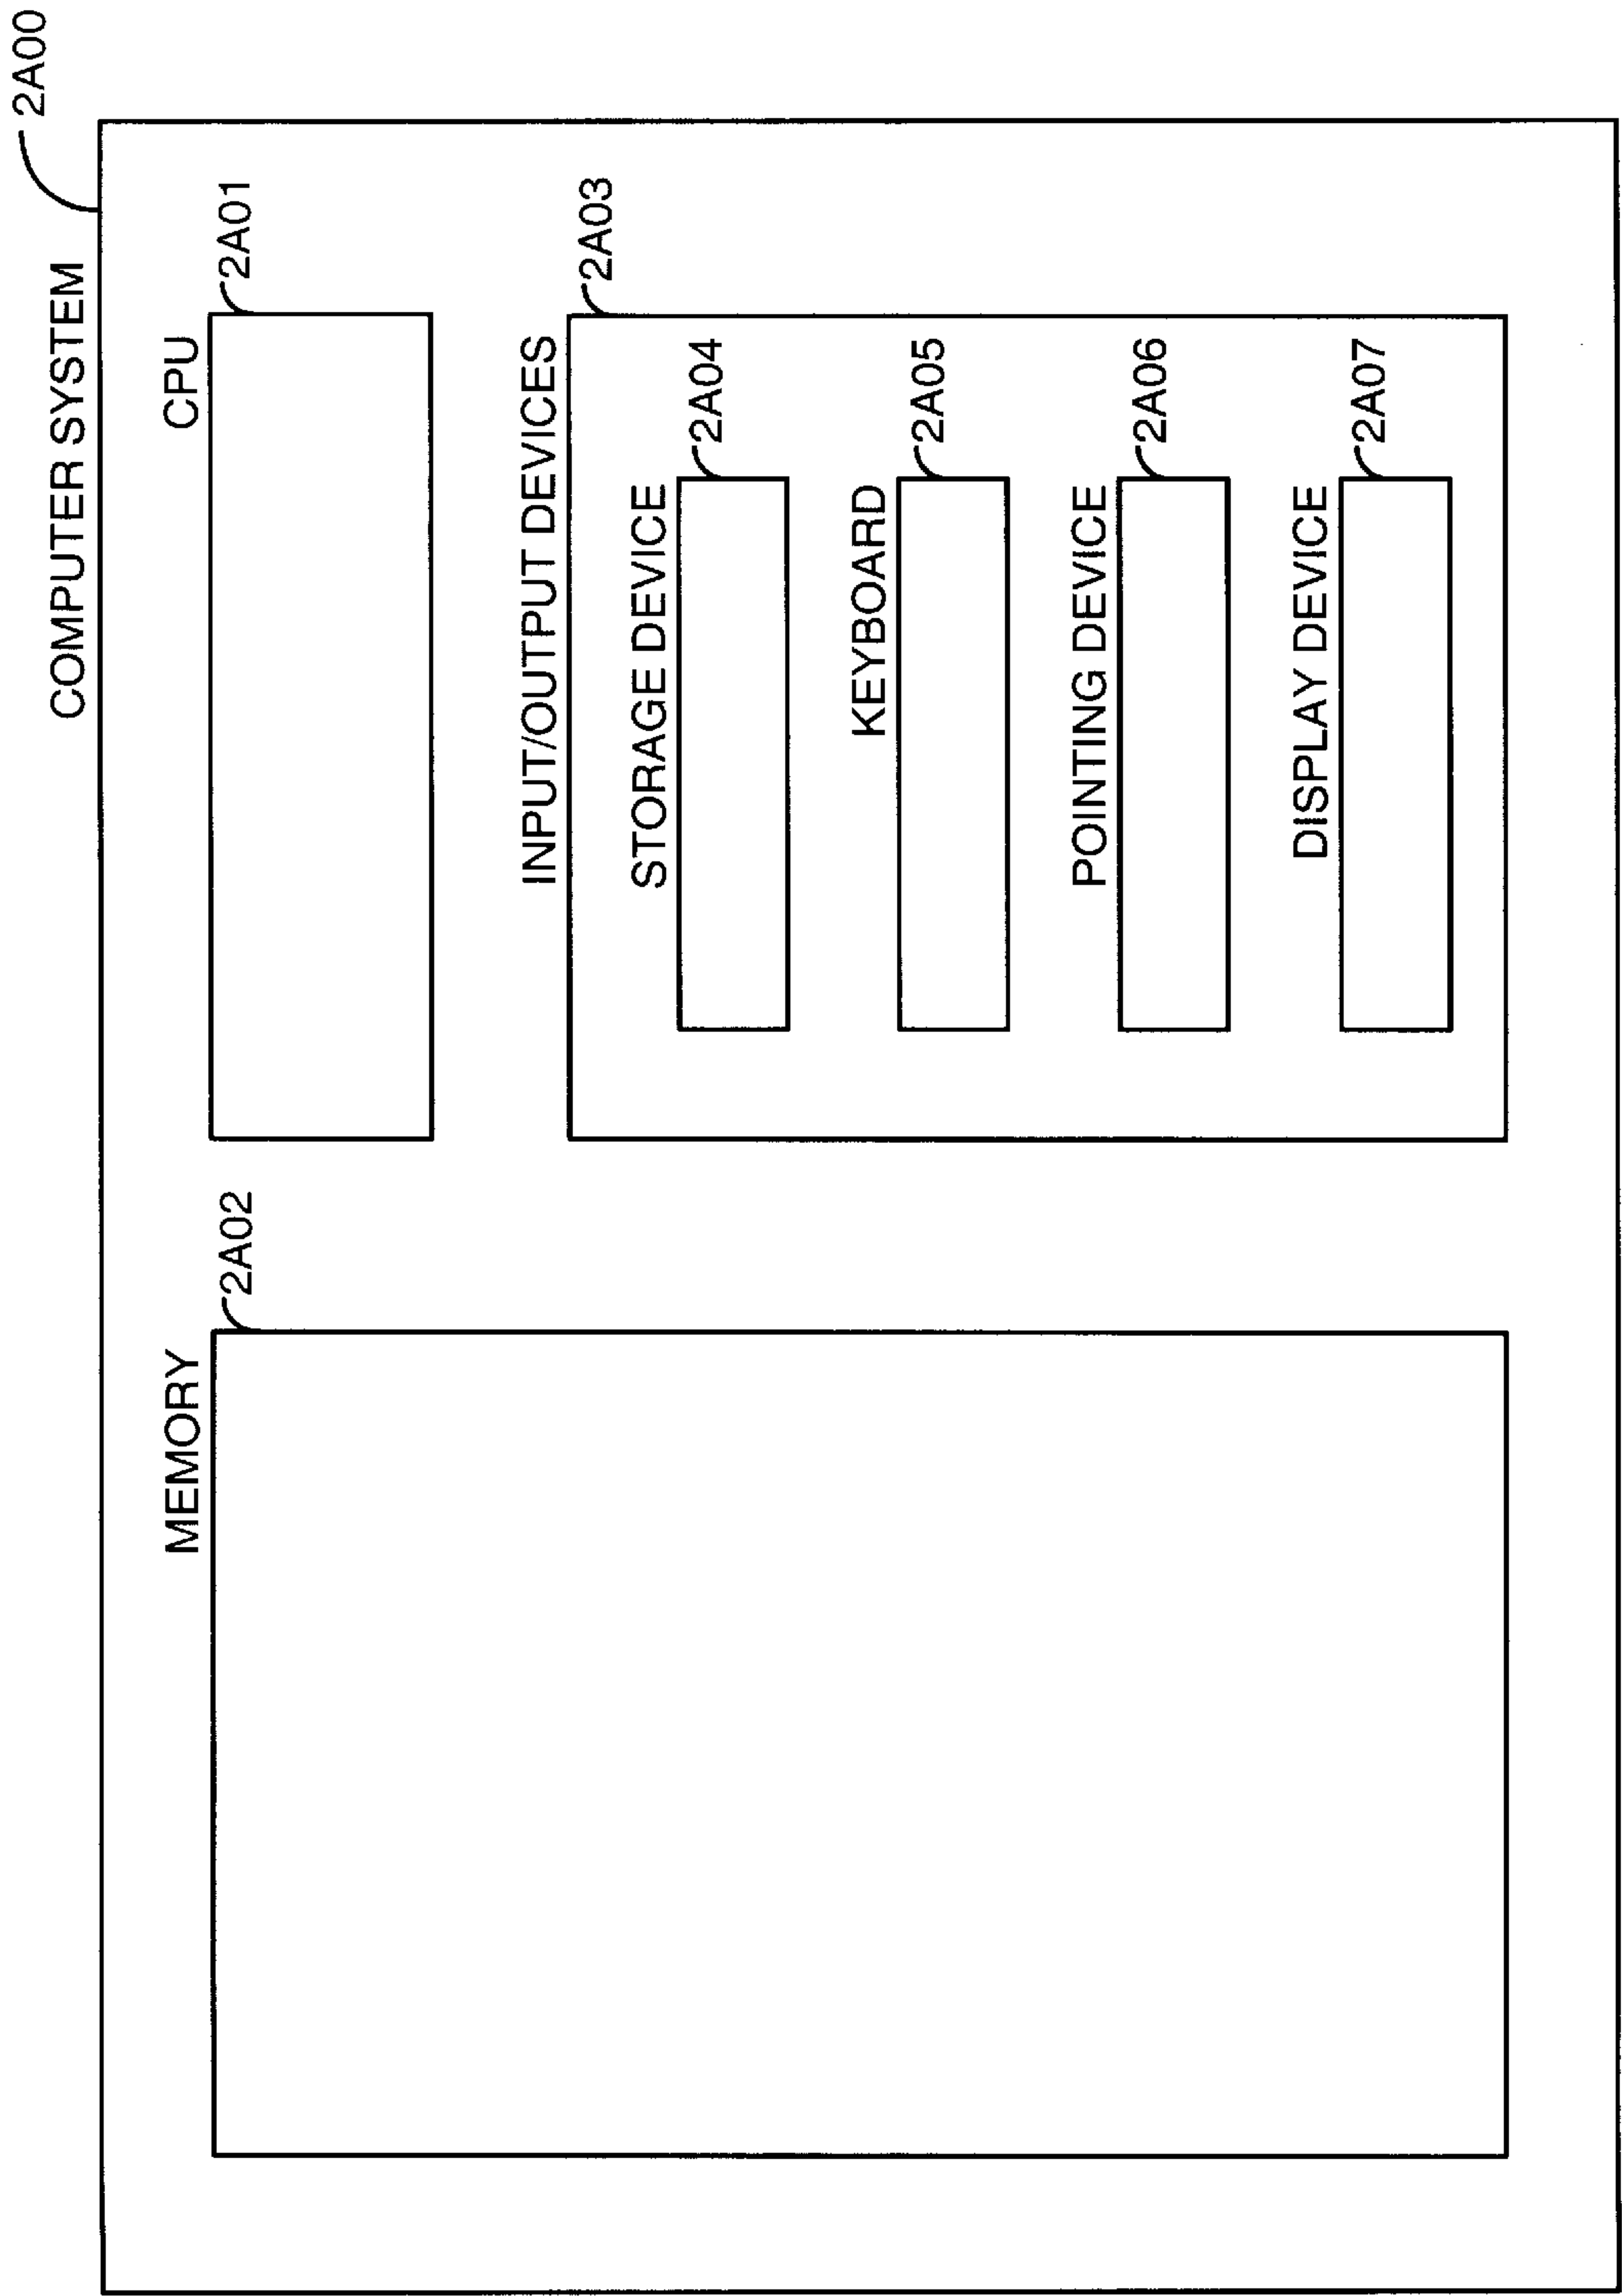 COMPUTER SYSTEM
2A00
MEMORY
2A02
CPU
2A01
INPUT/OUTPUT DEVICES
2A03
STORAGE DEVICE
2A04
KEYBOARD
2A05
POINTING DEVICE
2A06
DISPLAY DEVICE
2A07